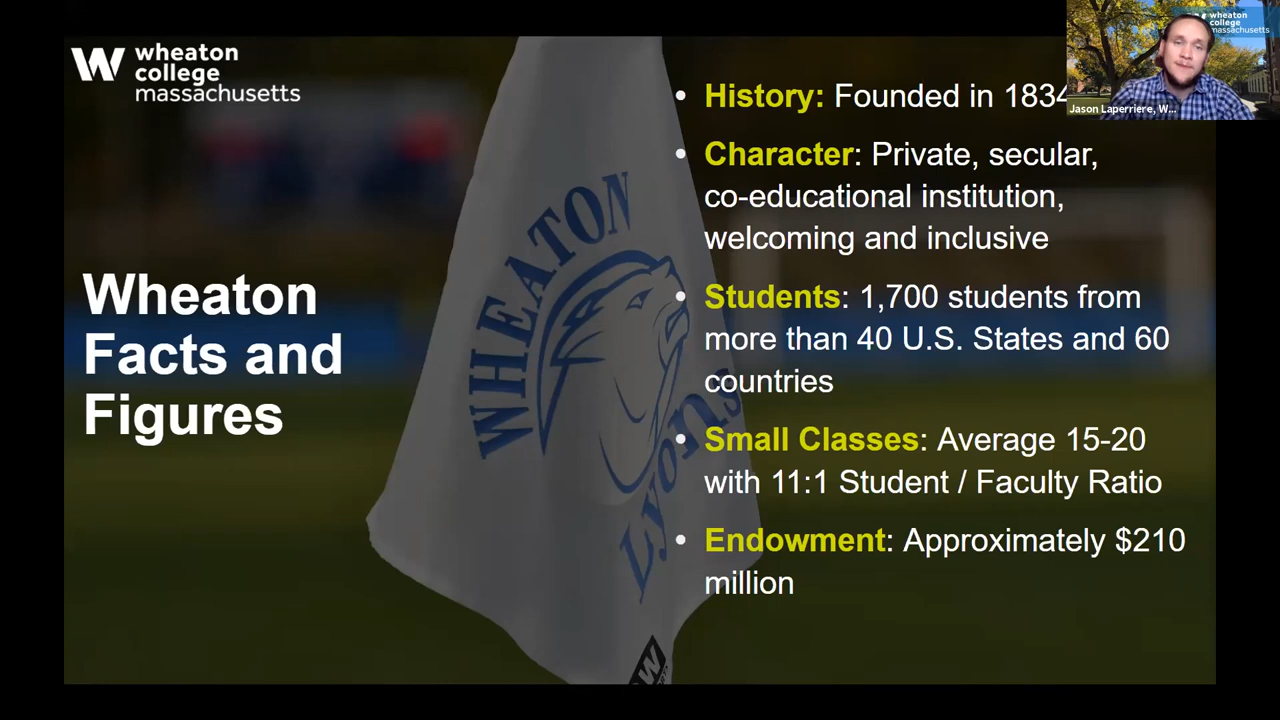 wheaton
college
massachusetts
wheaton
college
massachusetts
Jason Laperriere, W...
• History: Founded in 1834
• Character: Private, secular,
co-educational institution,
welcoming and inclusive
Wheaton
Facts and
Figures
• Students: 1,700 students from
more than 40 U.S. States and 60
countries
• Small Classes: Average 15-20
with 11:1 Student / Faculty Ratio
• Endowment: Approximately $210
million
WHEATON
Lyons